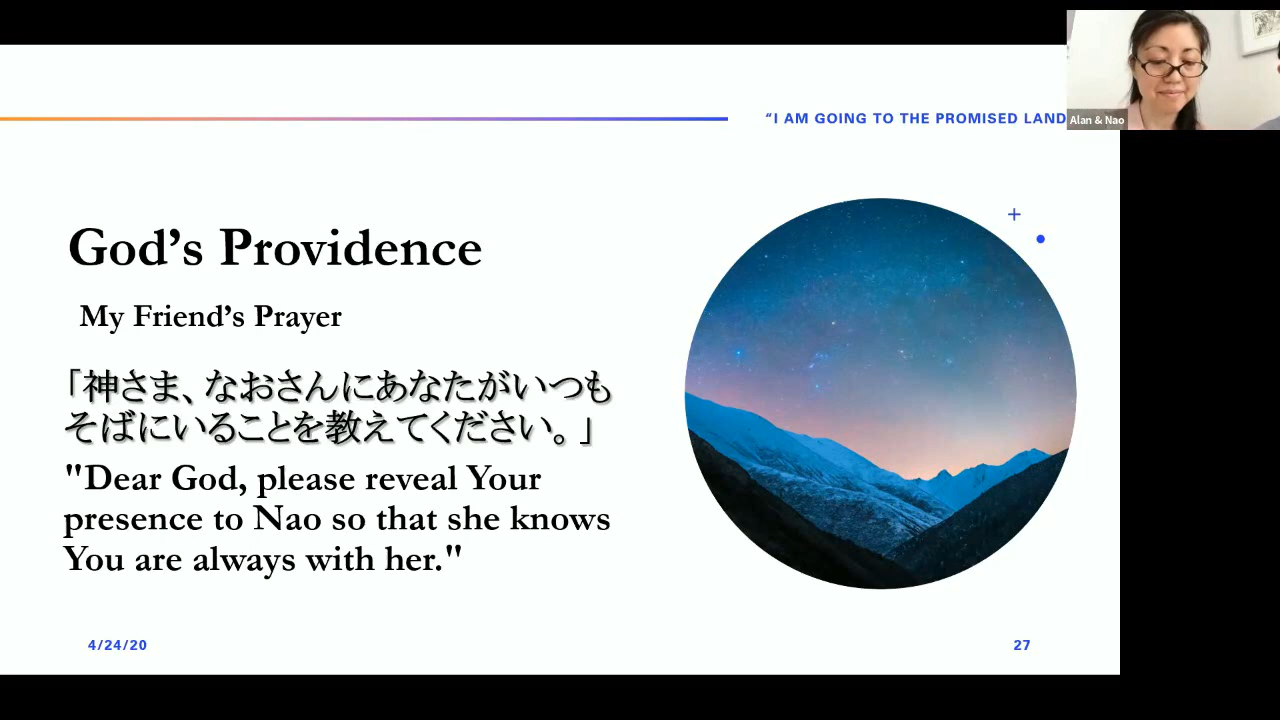 “I AM GOING TO THE PROMISED LAND
Alan & Nao
God’s Providence
My Friend’s Prayer
「神さま、なおさんにあなたがいつも
そばにいることを教えてください。」
"Dear God, please reveal Your
presence to Nao so that she knows
You are always with her."
4/24/20
27